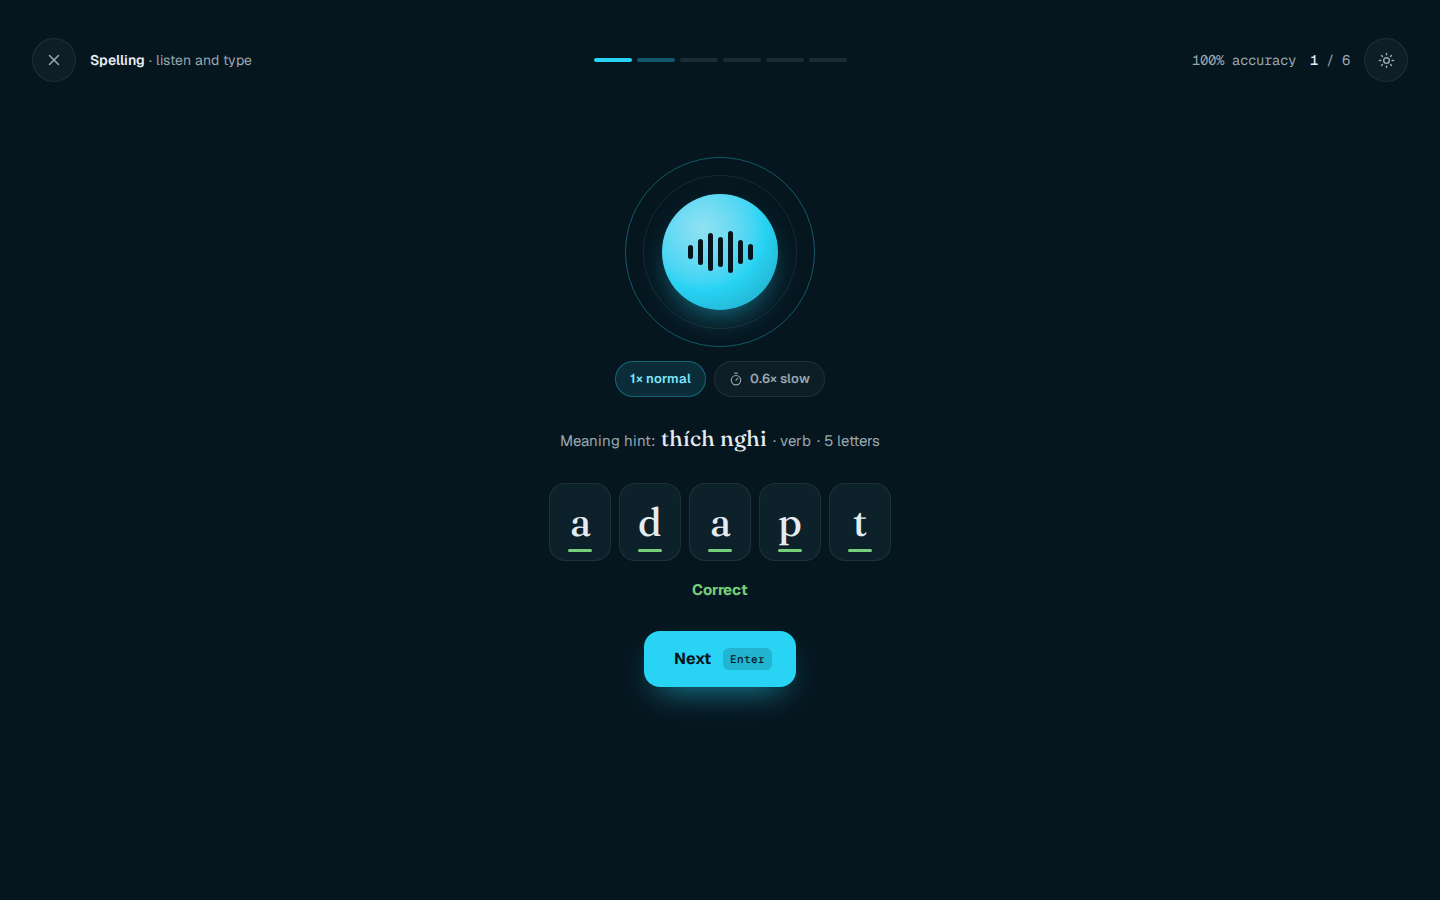 Spelling · listen and type
100% accuracy 1 / 6
1× normal
0.6× slow
Meaning hint: thích nghi · verb · 5 letters
a d a p t
Correct
Next Enter